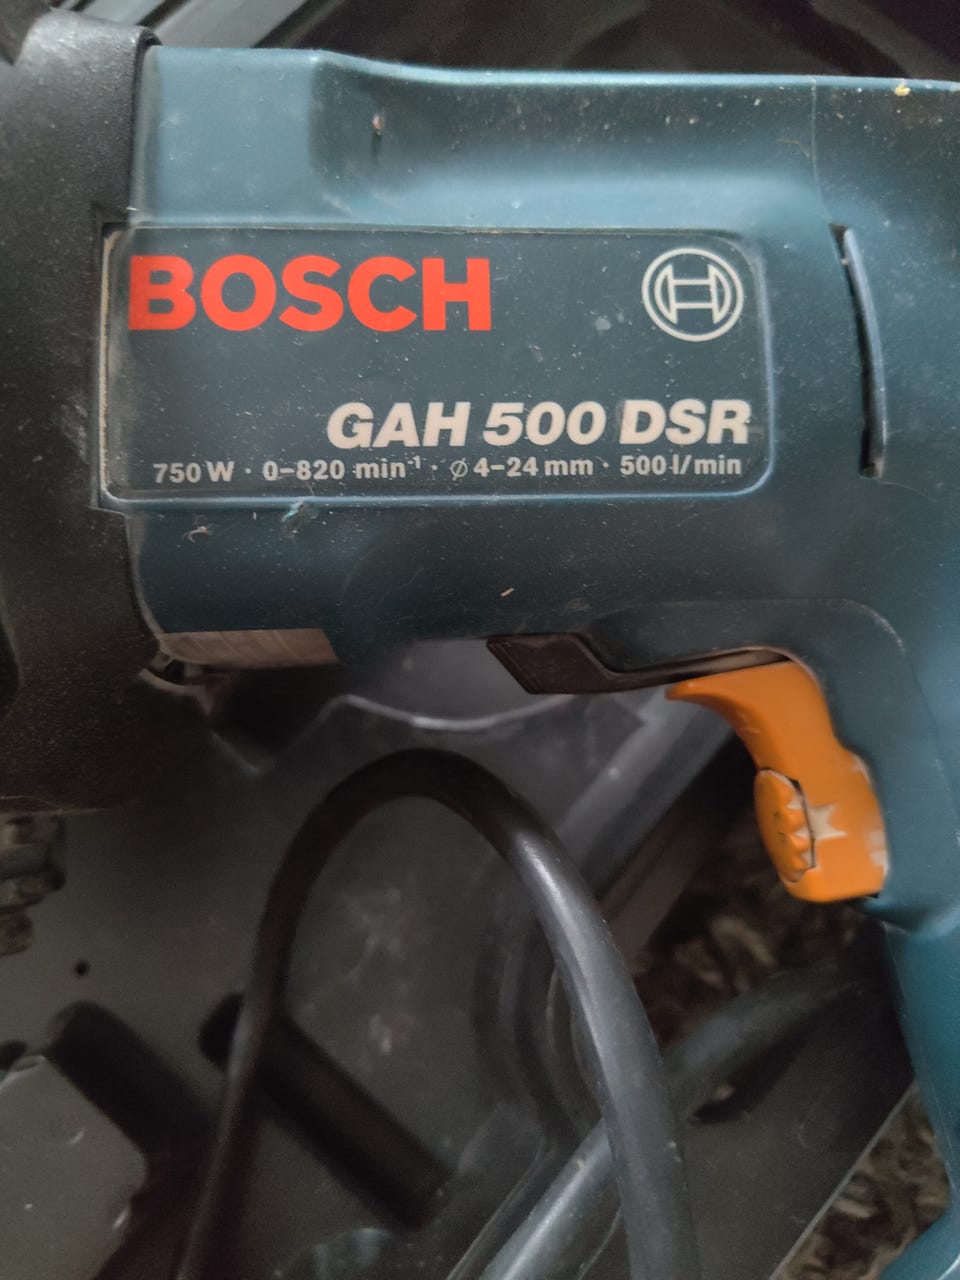 BOSCH
GAH 500 DSR
750 W · 0-820 min⁻¹ · ⌀ 4-24 mm · 500 l/min